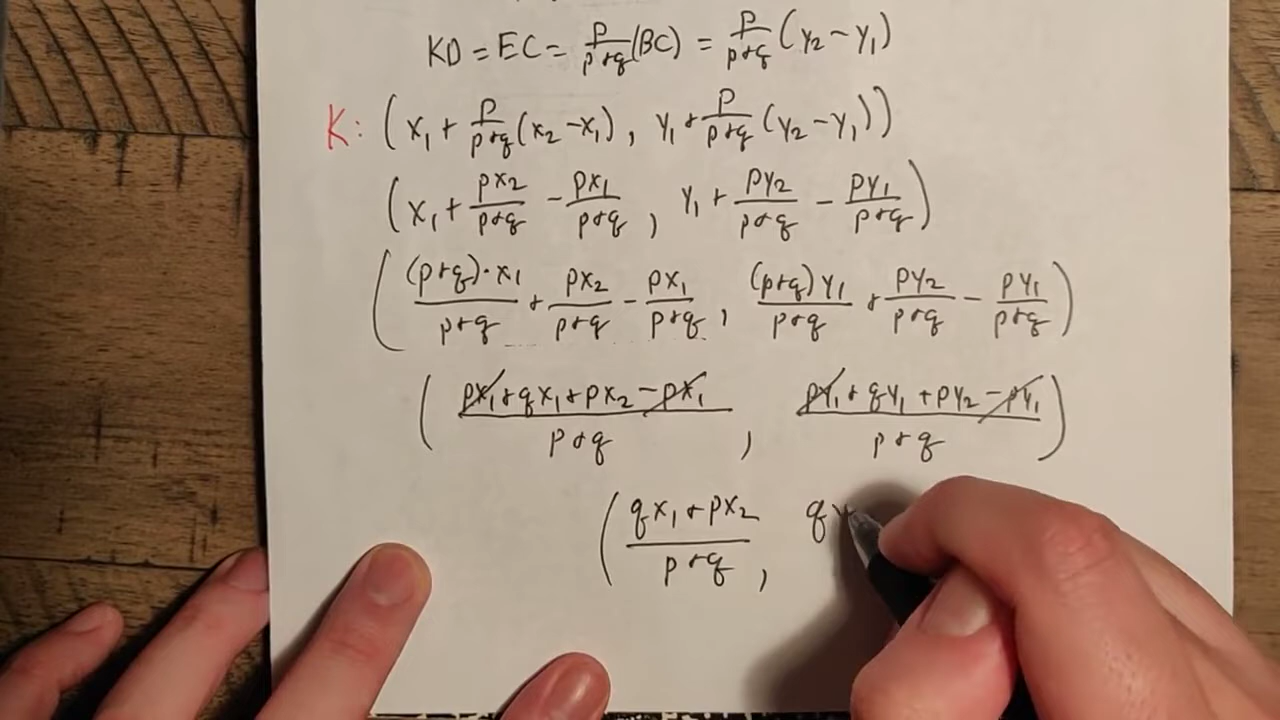 KD = EC = p/(p+q) (BC) = p/(p+q) (y₂ − y₁)
K: (x₁ + p/(p+q) (x₂ − x₁), y₁ + p/(p+q) (y₂ − y₁))
(x₁ + px₂/(p+q) − px₁/(p+q), y₁ + py₂/(p+q) − py₁/(p+q))
((p+q)·x₁/(p+q) + px₂/(p+q) − px₁/(p+q), (p+q)y₁/(p+q) + py₂/(p+q) − py₁/(p+q))
((px₁ + qx₁ + px₂ − px₁)/(p+q), (py₁ + qy₁ + py₂ − py₁)/(p+q))
((qx₁ + px₂)/(p+q), qy